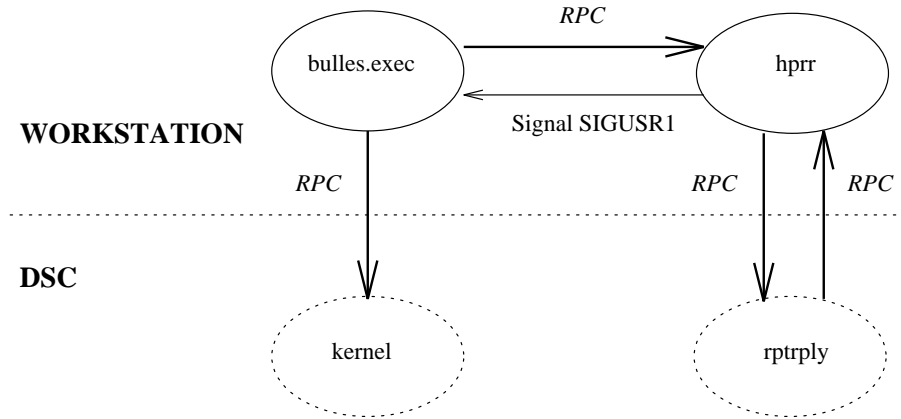 RPC
bulles.exec
hprr
Signal SIGUSR1
WORKSTATION
RPC
RPC
RPC
DSC
kernel
rptrply